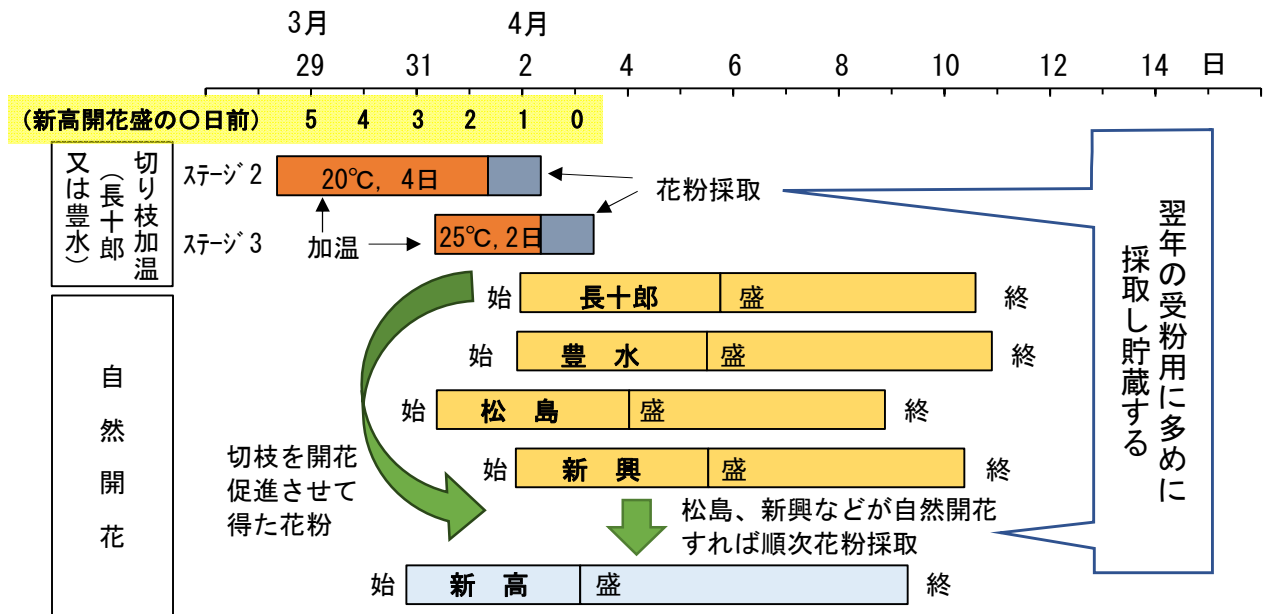 3月 4月
29 31 2 4 6 8 10 12 14 日
(新高開花盛の〇日前) 5 4 3 2 1 0
切り枝加温
(長十郎
又は豊水)
ｽﾃｰｼﾞ2
20℃, 4日
花粉採取
ｽﾃｰｼﾞ3
加温
25℃, 2日
自然開花
始 長十郎 盛 終
始 豊 水 盛 終
始 松 島 盛 終
始 新 興 盛 終
切枝を開花
促進させて
得た花粉
松島、新興などが自然開花
すれば順次花粉採取
始 新 高 盛 終
翌年の受粉用に多めに
採取し貯蔵する